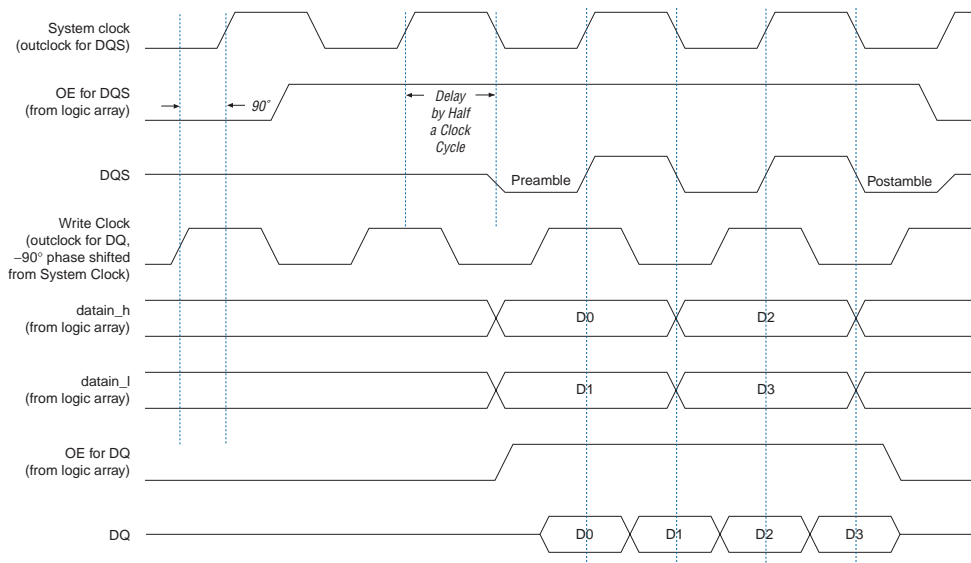 System clock
(outclock for DQS)
OE for DQS
(from logic array)
90˚
Delay
by Half
a Clock
Cycle
DQS
Preamble
Postamble
Write Clock
(outclock for DQ,
−90° phase shifted
from System Clock)
datain_h
(from logic array)
D0
D2
datain_l
(from logic array)
D1
D3
OE for DQ
(from logic array)
DQ
D0
D1
D2
D3